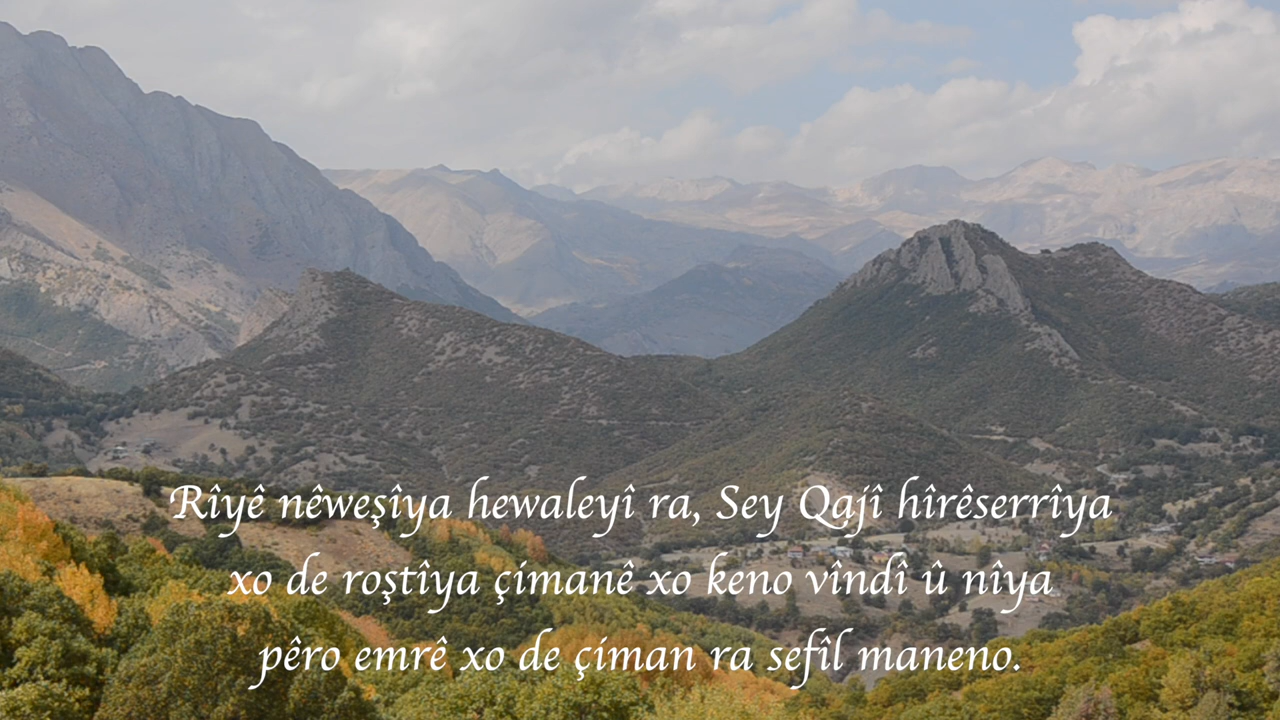 Rîyê nêweşîya hewaleyî ra, Sey Qajî hîrêserrîya
xo de roştîya çimanê xo keno vîndî û nîya
pêro emrê xo de çiman ra sefîl maneno.